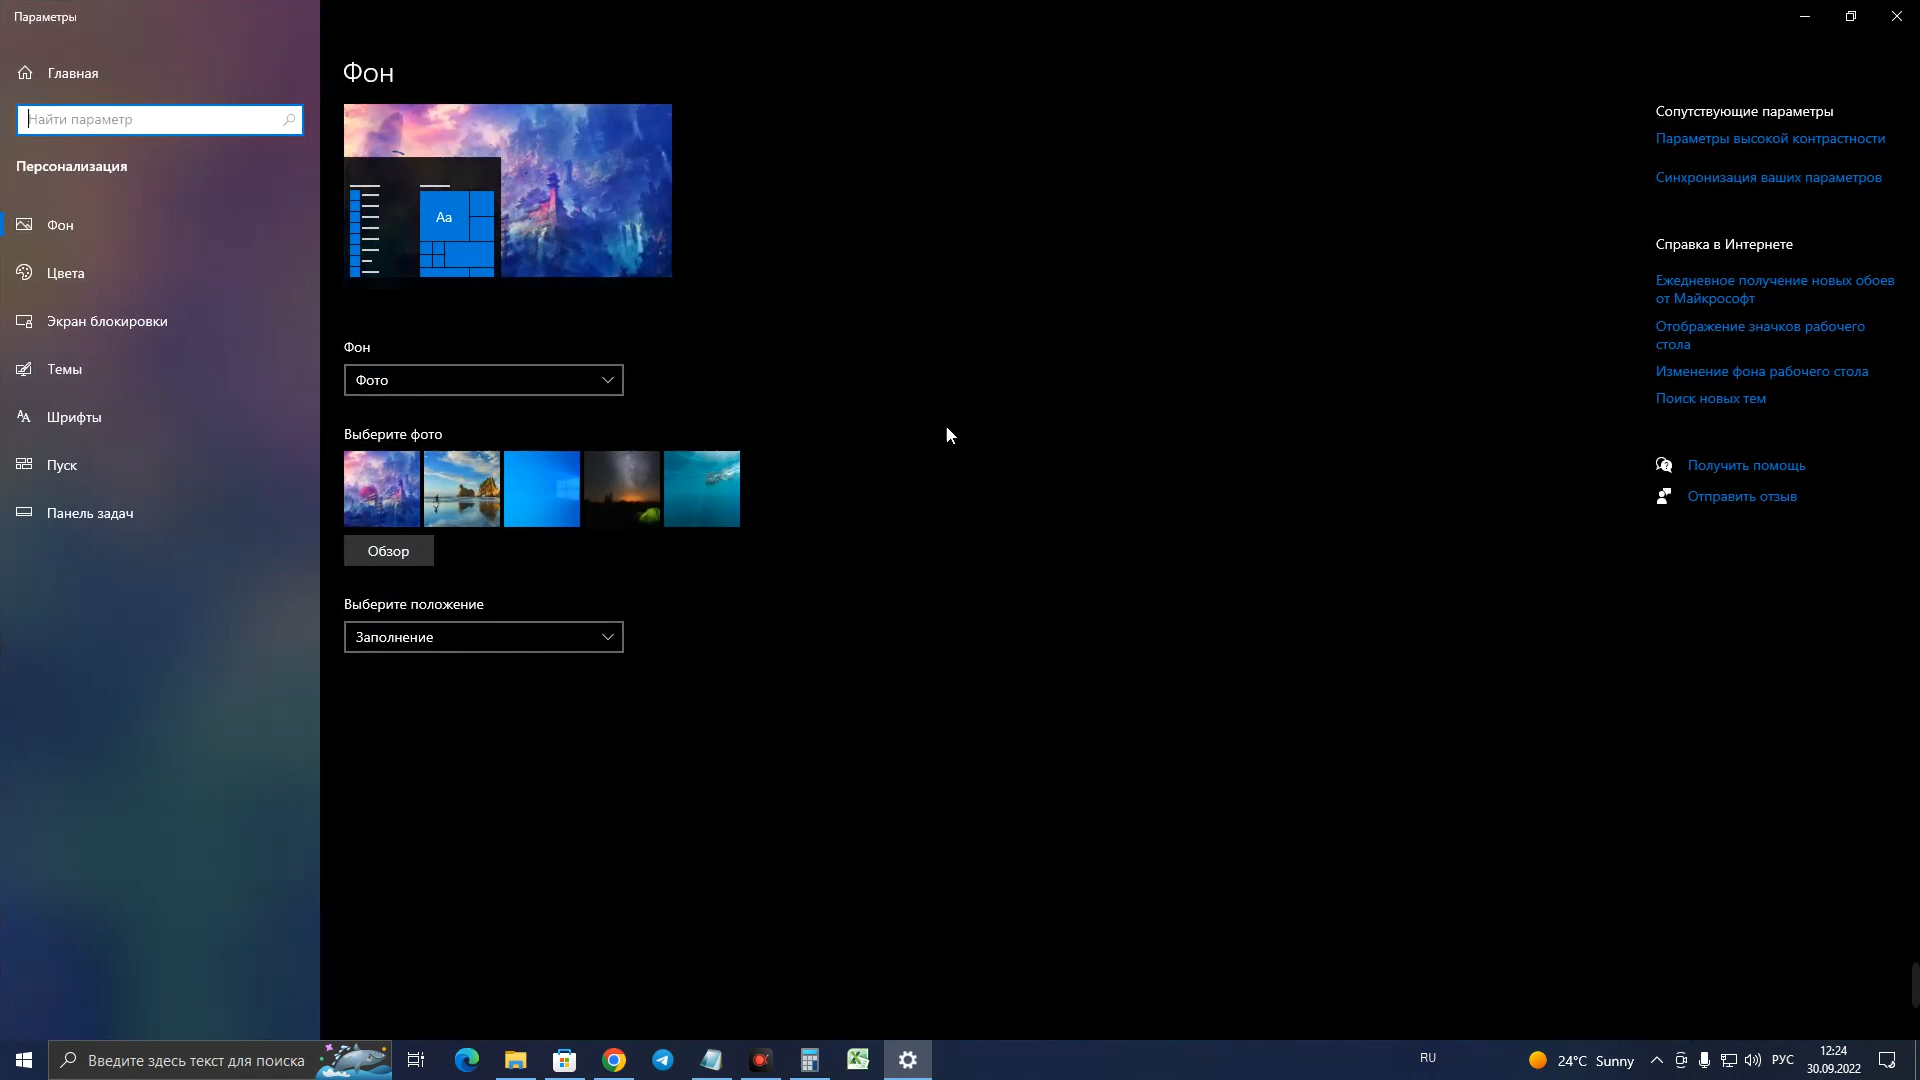 Параметры
Главная
Найти параметр
Персонализация
Фон
Цвета
Экран блокировки
Темы
Шрифты
Пуск
Панель задач
Фон
Aa
Фон
Фото
Выберите фото
Обзор
Выберите положение
Заполнение
Сопутствующие параметры
Параметры высокой контрастности
Синхронизация ваших параметров
Справка в Интернете
Ежедневное получение новых обоев
от Майкрософт
Отображение значков рабочего
стола
Изменение фона рабочего стола
Поиск новых тем
Получить помощь
Отправить отзыв
Введите здесь текст для поиска
RU
24°C Sunny
РУС
12:24
30.09.2022